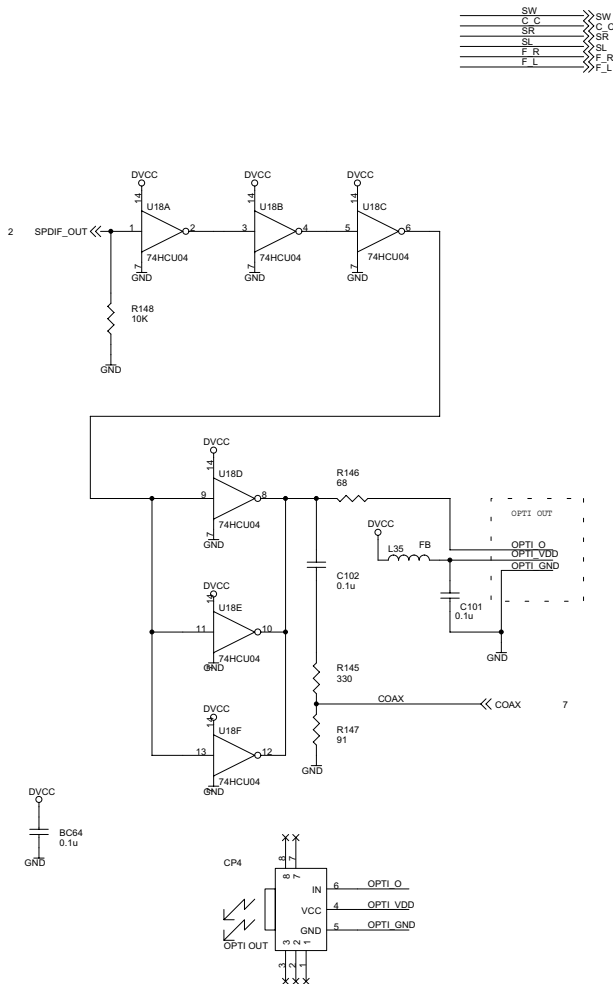 SW SW
C_C C_C
SR SR
SL SL
F_R F_R
F_L F_L
DVCC DVCC DVCC
14 U18A 14 U18B 14 U18C
2 SPDIF_OUT 1 2 3 4 5 6
74HCU04 74HCU04 74HCU04
7 7 7
GND GND GND
R148
10K
GND
DVCC
14 U18D
9 8
74HCU04
7
GND
R146
68
OPTI OUT
DVCC
L35 FB
OPTI_O
OPTI_VDD
OPTI_GND
C102
0.1u
C101
0.1u
GND
DVCC
14 U18E
11 10
74HCU04
GND
R145
330
COAX COAX 7
DVCC
14 U18F
13 12
74HCU04
GND
R147
91
GND
DVCC
BC64
0.1u
GND
CP4
8 7
8 7
IN 6 OPTI_O
VCC 4 OPTI_VDD
GND 5 OPTI_GND
OPTI OUT
3 2 1
3 2 1